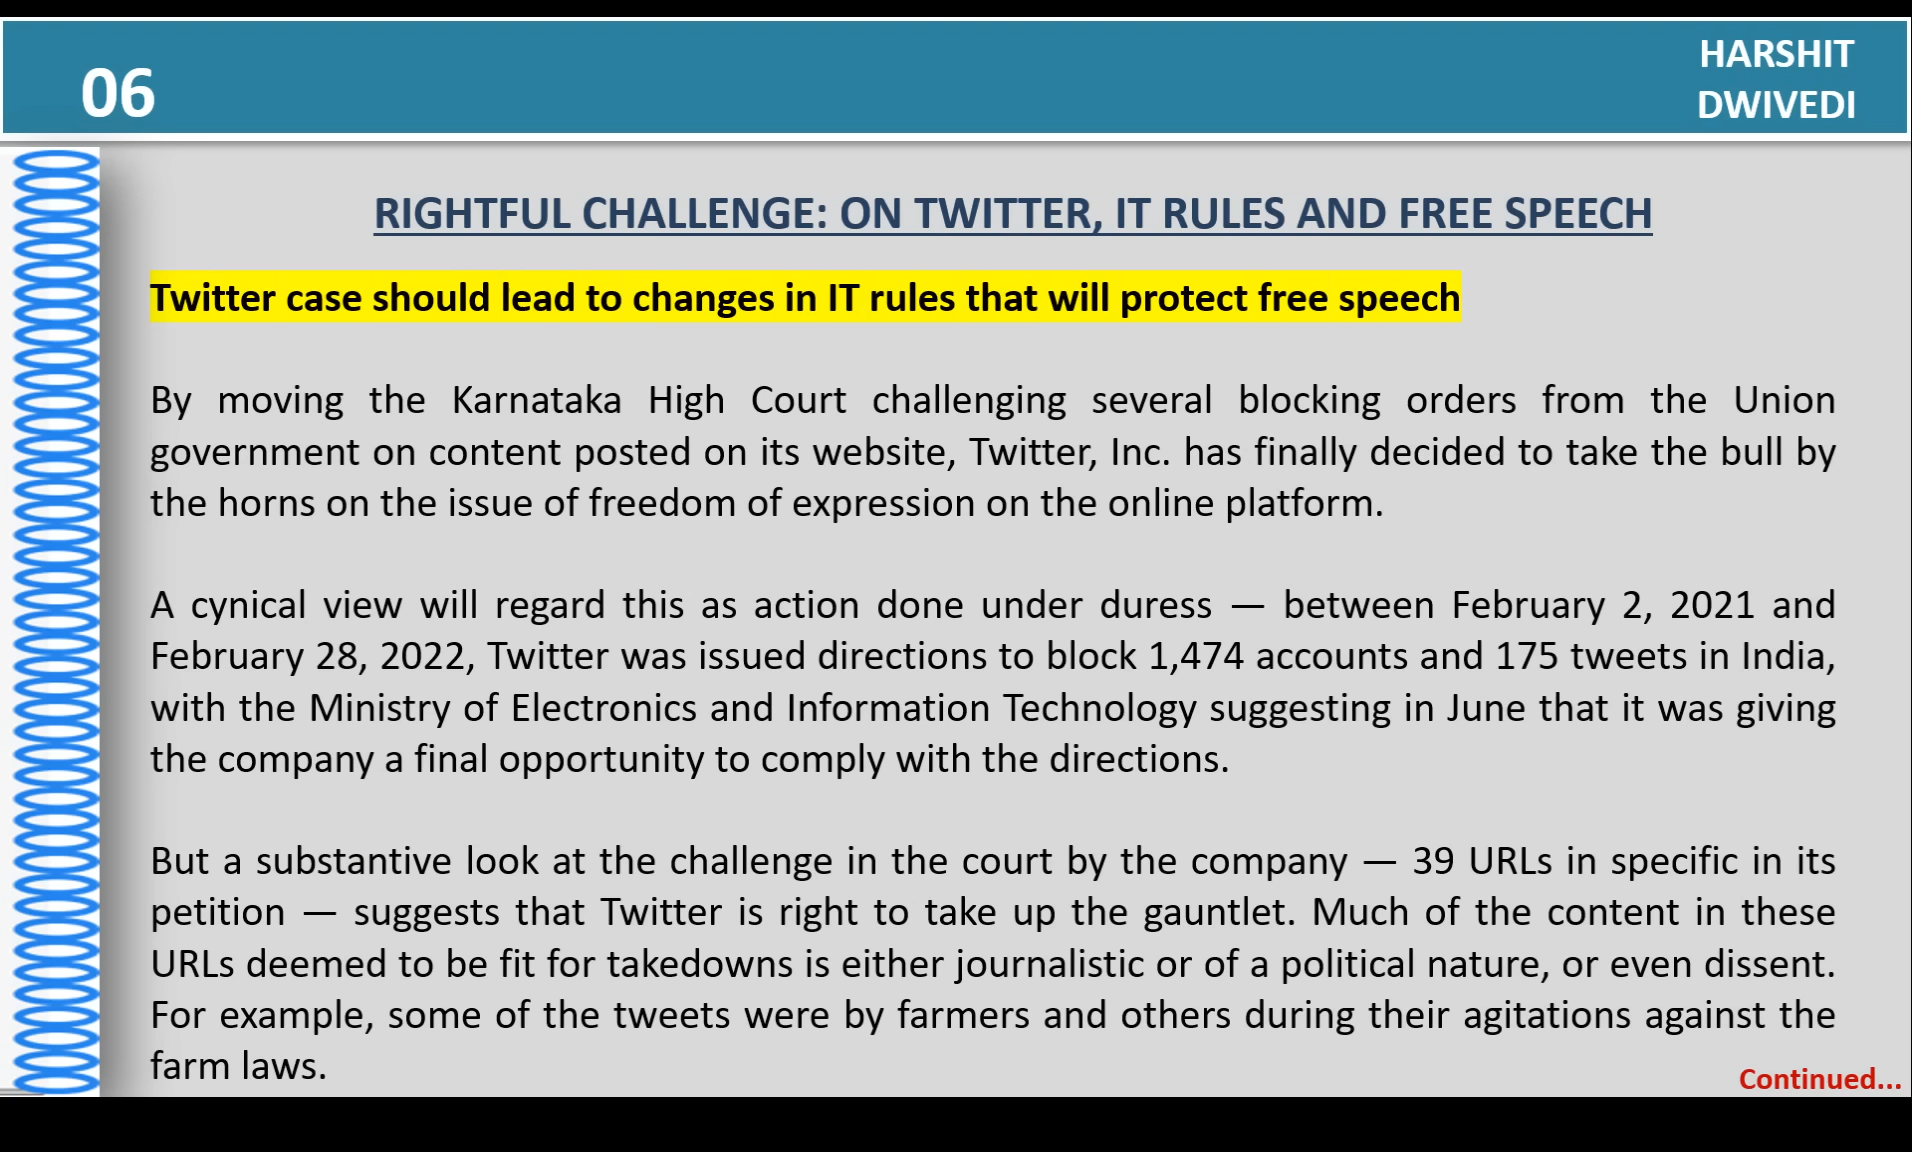 06
HARSHIT
DWIVEDI
RIGHTFUL CHALLENGE: ON TWITTER, IT RULES AND FREE SPEECH
Twitter case should lead to changes in IT rules that will protect free speech
By moving the Karnataka High Court challenging several blocking orders from the Union
government on content posted on its website, Twitter, Inc. has finally decided to take the bull by
the horns on the issue of freedom of expression on the online platform.
A cynical view will regard this as action done under duress — between February 2, 2021 and
February 28, 2022, Twitter was issued directions to block 1,474 accounts and 175 tweets in India,
with the Ministry of Electronics and Information Technology suggesting in June that it was giving
the company a final opportunity to comply with the directions.
But a substantive look at the challenge in the court by the company — 39 URLs in specific in its
petition — suggests that Twitter is right to take up the gauntlet. Much of the content in these
URLs deemed to be fit for takedowns is either journalistic or of a political nature, or even dissent.
For example, some of the tweets were by farmers and others during their agitations against the
farm laws.
Continued...